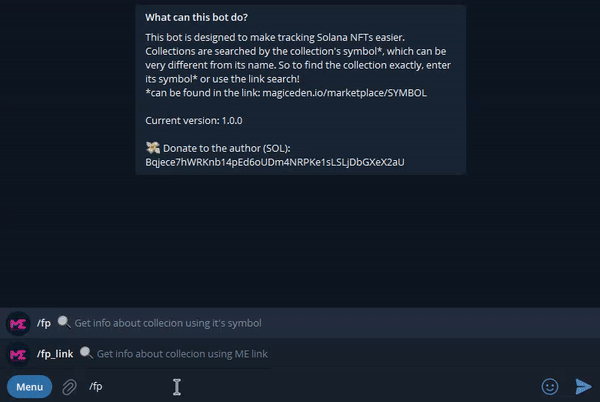 What can this bot do?
This bot is designed to make tracking Solana NFTs easier.
Collections are searched by the collection's symbol*, which can be
very different from its name. So to find the collection exactly, enter
its symbol* or use the link search!
*can be found in the link: magiceden.io/marketplace/SYMBOL
Current version: 1.0.0
💸 Donate to the author (SOL):
Bqjece7hWRKnb14pEd6oUDm4NRPKe1sLSLjDbGXeX2aU
ME /fp 🔍 Get info about collecion using it's symbol
ME /fp_link 🔍 Get info about collecion using ME link
Menu /fp